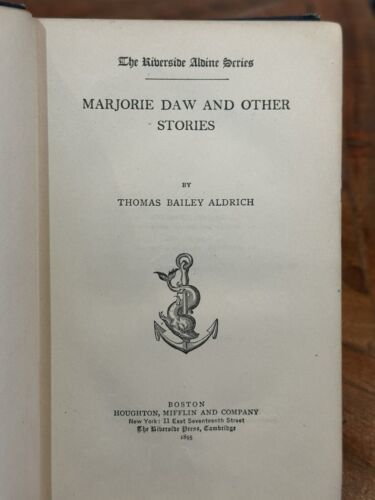 The Riverside Aldine Series
MARJORIE DAW AND OTHER
STORIES
BY
THOMAS BAILEY ALDRICH
BOSTON
HOUGHTON, MIFFLIN AND COMPANY
New York: 11 East Seventeenth Street
The Riverside Press, Cambridge
1895